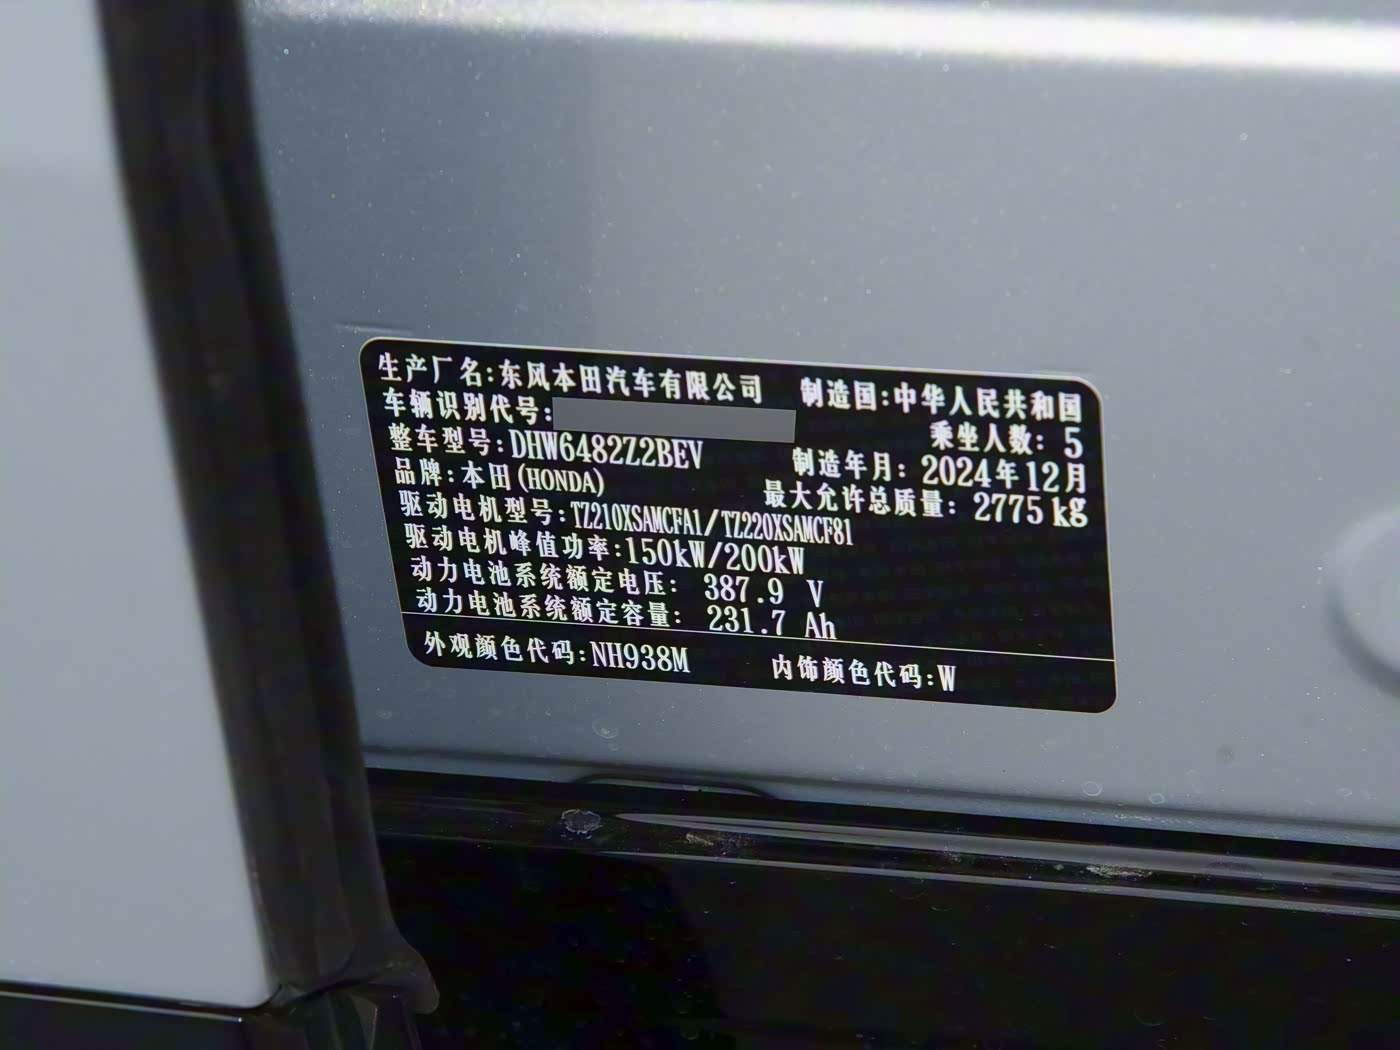 生产厂名:东风本田汽车有限公司 制造国:中华人民共和国
车辆识别代号: 乘坐人数: 5
整车型号:DHW6482Z2BEV 制造年月: 2024年12月
品牌:本田(HONDA) 最大允许总质量: 2775 kg
驱动电机型号:TZ210XSAMCFA1/TZ220XSAMCF81
驱动电机峰值功率:150kW/200kW
动力电池系统额定电压: 387.9 V
动力电池系统额定容量: 231.7 Ah
外观颜色代码:NH938M 内饰颜色代码:W